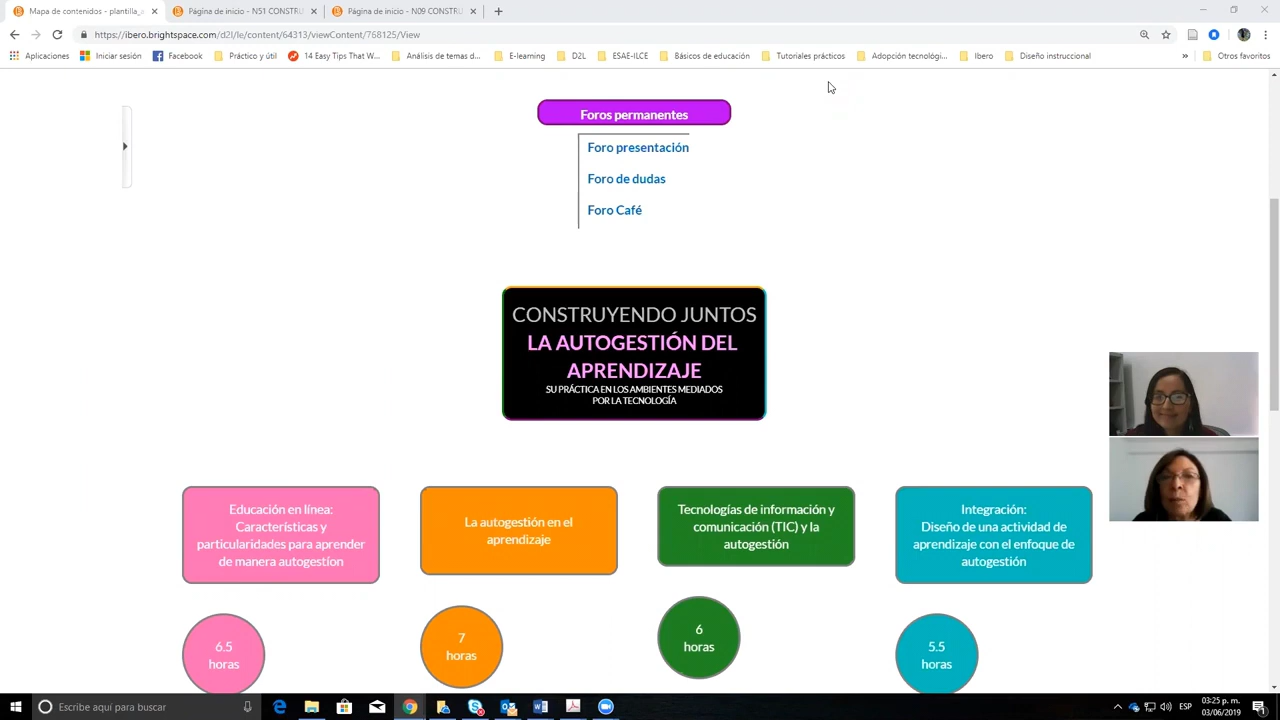 Mapa de contenidos - plantilla_e
Página de inicio - N51 CONSTRU
Página de inicio - N09 CONSTRU
https://ibero.brightspace.com/d2l/le/content/64313/viewContent/768125/View
Aplicaciones
Iniciar sesión
Facebook
Práctico y útil
14 Easy Tips That W...
Análisis de temas d...
E-learning
D2L
ESAE-ILCE
Básicos de educación
Tutoriales prácticos
Adopción tecnológi...
Ibero
Diseño instruccional
»
Otros favoritos
Foros permanentes
Foro presentación
Foro de dudas
Foro Café
CONSTRUYENDO JUNTOS
LA AUTOGESTIÓN DEL
APRENDIZAJE
SU PRÁCTICA EN LOS AMBIENTES MEDIADOS
POR LA TECNOLOGÍA
Educación en línea:
Características y
particularidades para aprender
de manera autogestíon
La autogestión en el
aprendizaje
Tecnologías de información y
comunicación (TIC) y la
autogestión
Integración:
Diseño de una actividad de
aprendizaje con el enfoque de
autogestión
6.5
horas
7
horas
6
horas
5.5
horas
Escribe aquí para buscar
ESP
03:25 p. m.
03/06/2019